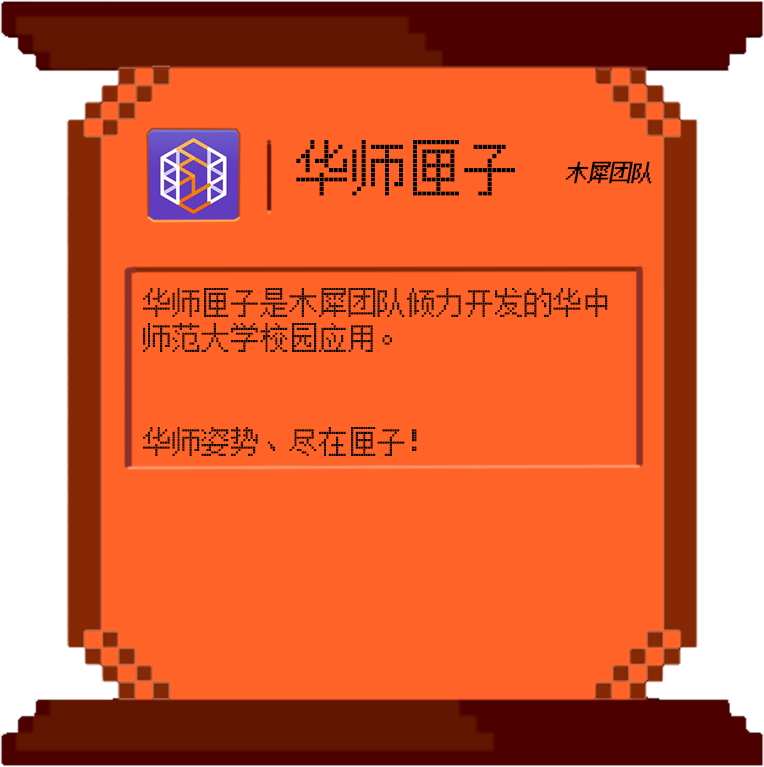 华师匣子
木犀团队
华师匣子是木犀团队倾力开发的华中
师范大学校园应用。
华师姿势、尽在匣子!